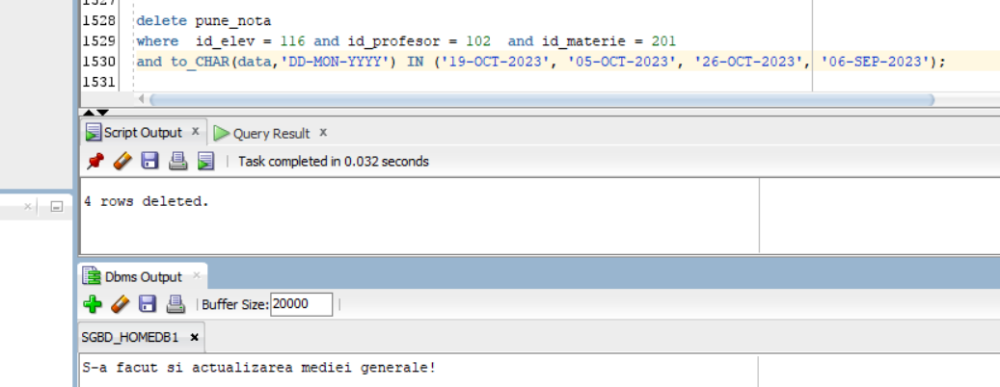 1527
1528 delete pune_nota
1529 where  id_elev = 116 and id_profesor = 102  and id_materie = 201
1530 and to_CHAR(data,'DD-MON-YYYY') IN ('19-OCT-2023', '05-OCT-2023', '26-OCT-2023', '06-SEP-2023');
1531
Script Output x Query Result x
Task completed in 0.032 seconds
4 rows deleted.
Dbms Output x
Buffer Size: 20000
SGBD_HOMEDB1 x
S-a facut si actualizarea mediei generale!